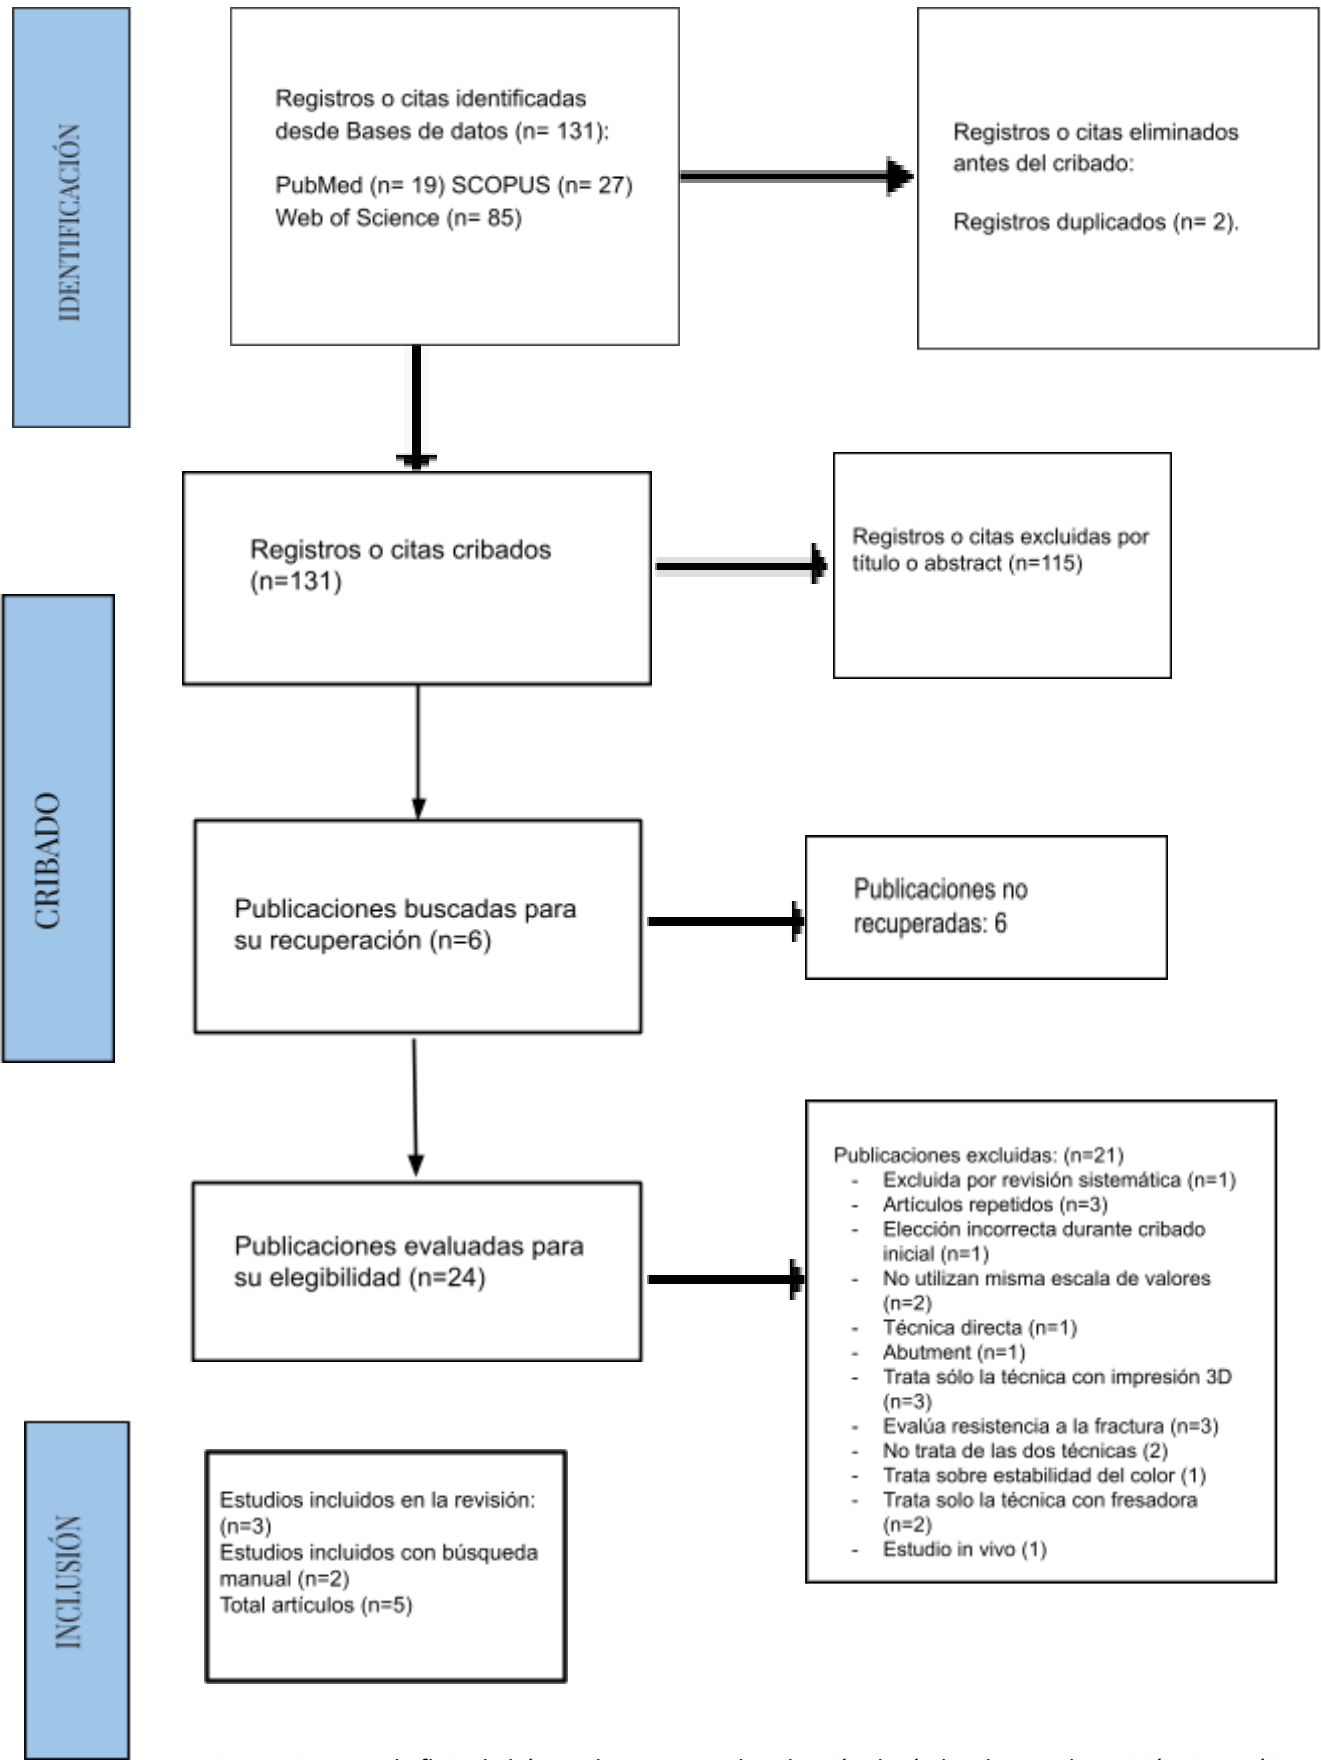 IDENTIFICACIÓN
Registros o citas identificadas
desde Bases de datos (n= 131):
PubMed (n= 19) SCOPUS (n= 27)
Web of Science (n= 85)
Registros o citas eliminados
antes del cribado:
Registros duplicados (n= 2).
CRIBADO
Registros o citas cribados
(n=131)
Registros o citas excluidas por
título o abstract (n=115)
Publicaciones buscadas para
su recuperación (n=6)
Publicaciones no
recuperadas: 6
Publicaciones evaluadas para
su elegibilidad (n=24)
Publicaciones excluidas: (n=21)
- Excluida por revisión sistemática (n=1)
- Artículos repetidos (n=3)
- Elección incorrecta durante cribado
inicial (n=1)
- No utilizan misma escala de valores
(n=2)
- Técnica directa (n=1)
- Abutment (n=1)
- Trata sólo la técnica con impresión 3D
(n=3)
- Evalúa resistencia a la fractura (n=3)
- No trata de las dos técnicas (2)
- Trata sobre estabilidad del color (1)
- Trata solo la técnica con fresadora
(n=2)
- Estudio in vivo (1)
INCLUSIÓN
Estudios incluidos en la revisión:
(n=3)
Estudios incluidos con búsqueda
manual (n=2)
Total artículos (n=5)